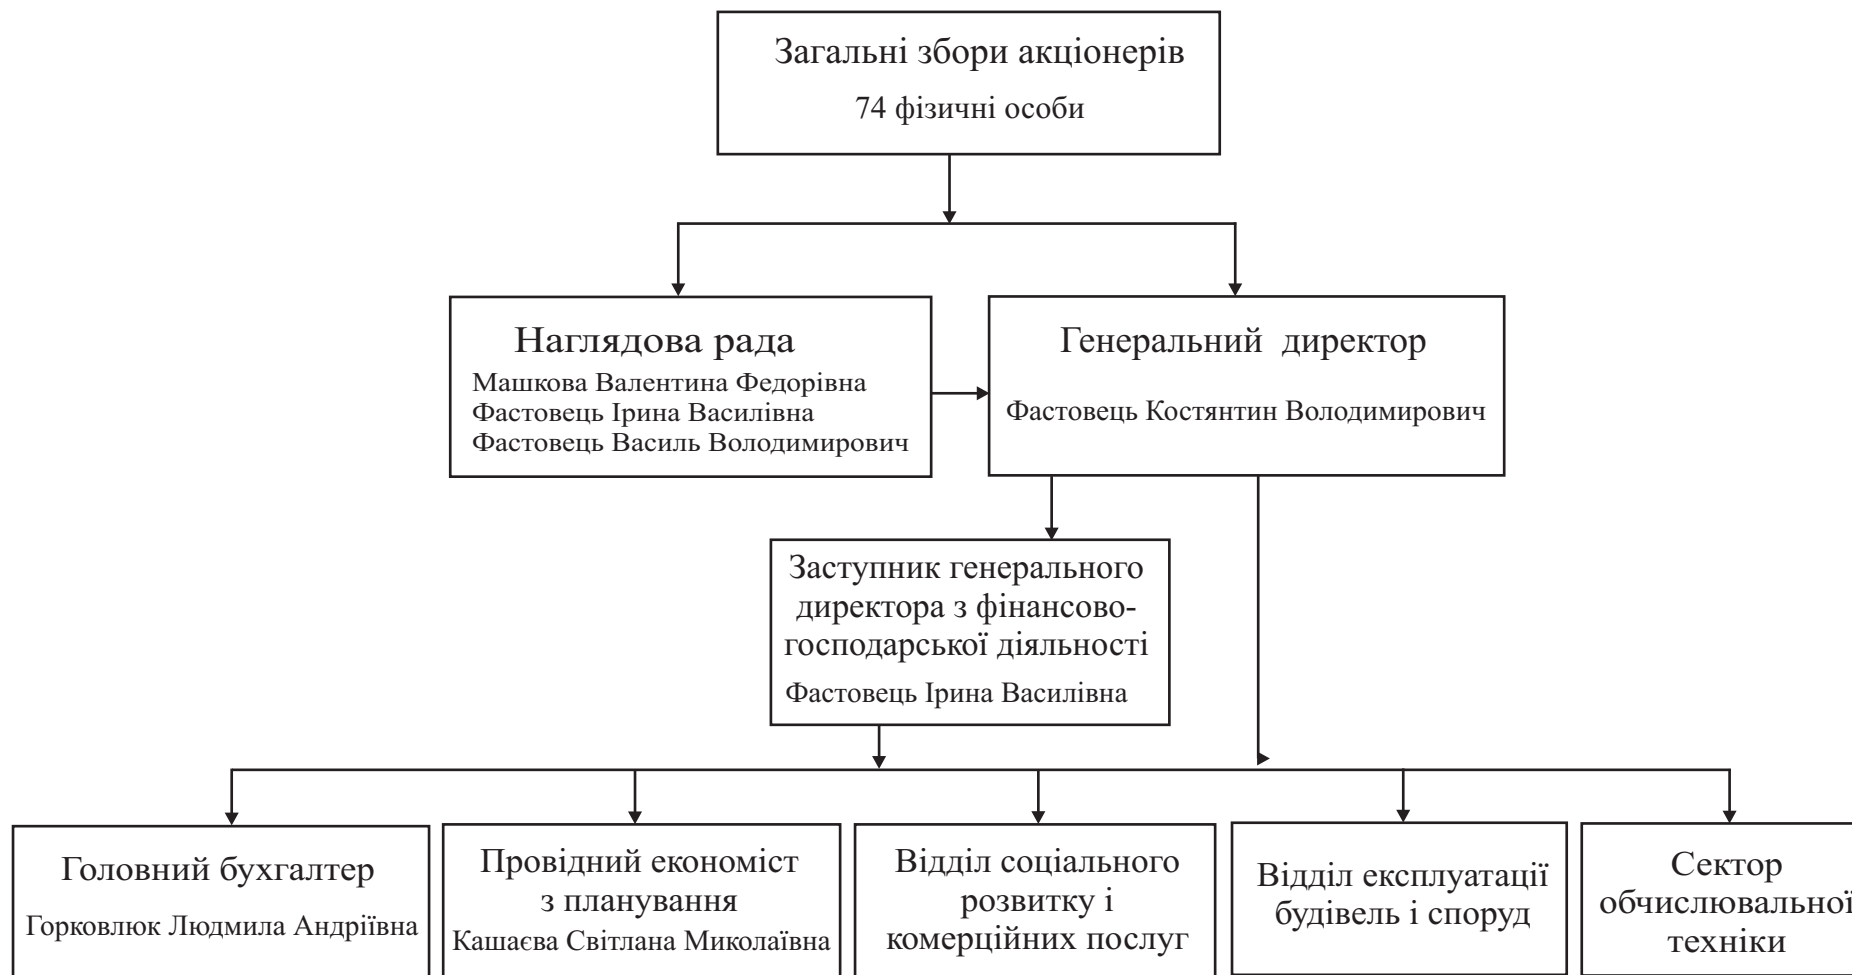 Загальні збори акціонерів
74 фізичні особи
Наглядова рада
Машкова Валентина Федорівна
Фастовець Ірина Василівна
Фастовець Василь Володимирович
Генеральний директор
Фастовець Костянтин Володимирович
Заступник генерального
директора з фінансово-
господарської діяльності
Фастовець Ірина Василівна
Головний бухгалтер
Горковлюк Людмила Андріївна
Провідний економіст
з планування
Кашаєва Світлана Миколаївна
Відділ соціального
розвитку і
комерційних послуг
Відділ експлуатації
будівель і споруд
Сектор
обчислювальної
техніки